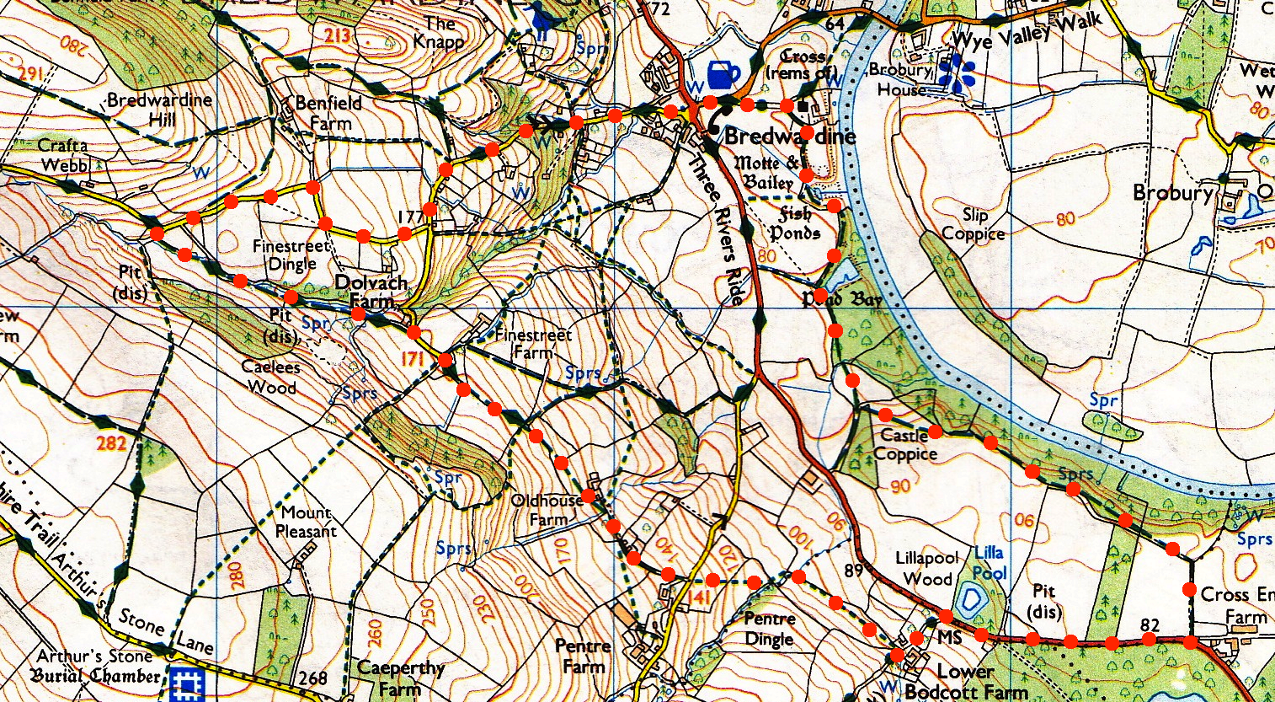 72
64
The
Knapp
213
280
291
Spr
Wye Valley Walk
Cross
(rems of)
Brobury
House
W
W
Bredwardine
Hill
Benfield
Farm
W
Bredwardine
Crafta
Webb
Motte &
Bailey
W
W
Three Rivers Ride
Brobury
177
Fish
Ponds
Slip
Coppice
80
80
70
Finestreet
Dingle
Pit
(dis)
Dolvach
Farm
Pond Bay
Pit
(dis)
Spr
Finestreet
Farm
171
Caelees
Wood
Sprs
Sprs
Spr
282
Castle
Coppice
90
Spr
Sprs
Oldhouse
Farm
Mount
Pleasant
90
90
W
Sprs
Sprs
170
140
120
100
89
Lillapool
Wood
Lilla
Pool
200
230
250
260
280
141
Pit
(dis)
Cross En
Farm
Arthur's
Stone Lane
Pentre
Dingle
MS
82
Arthur's Stone
Burial Chamber
268
Caeperthy
Farm
Pentre
Farm
W
Lower
Bodcott Farm